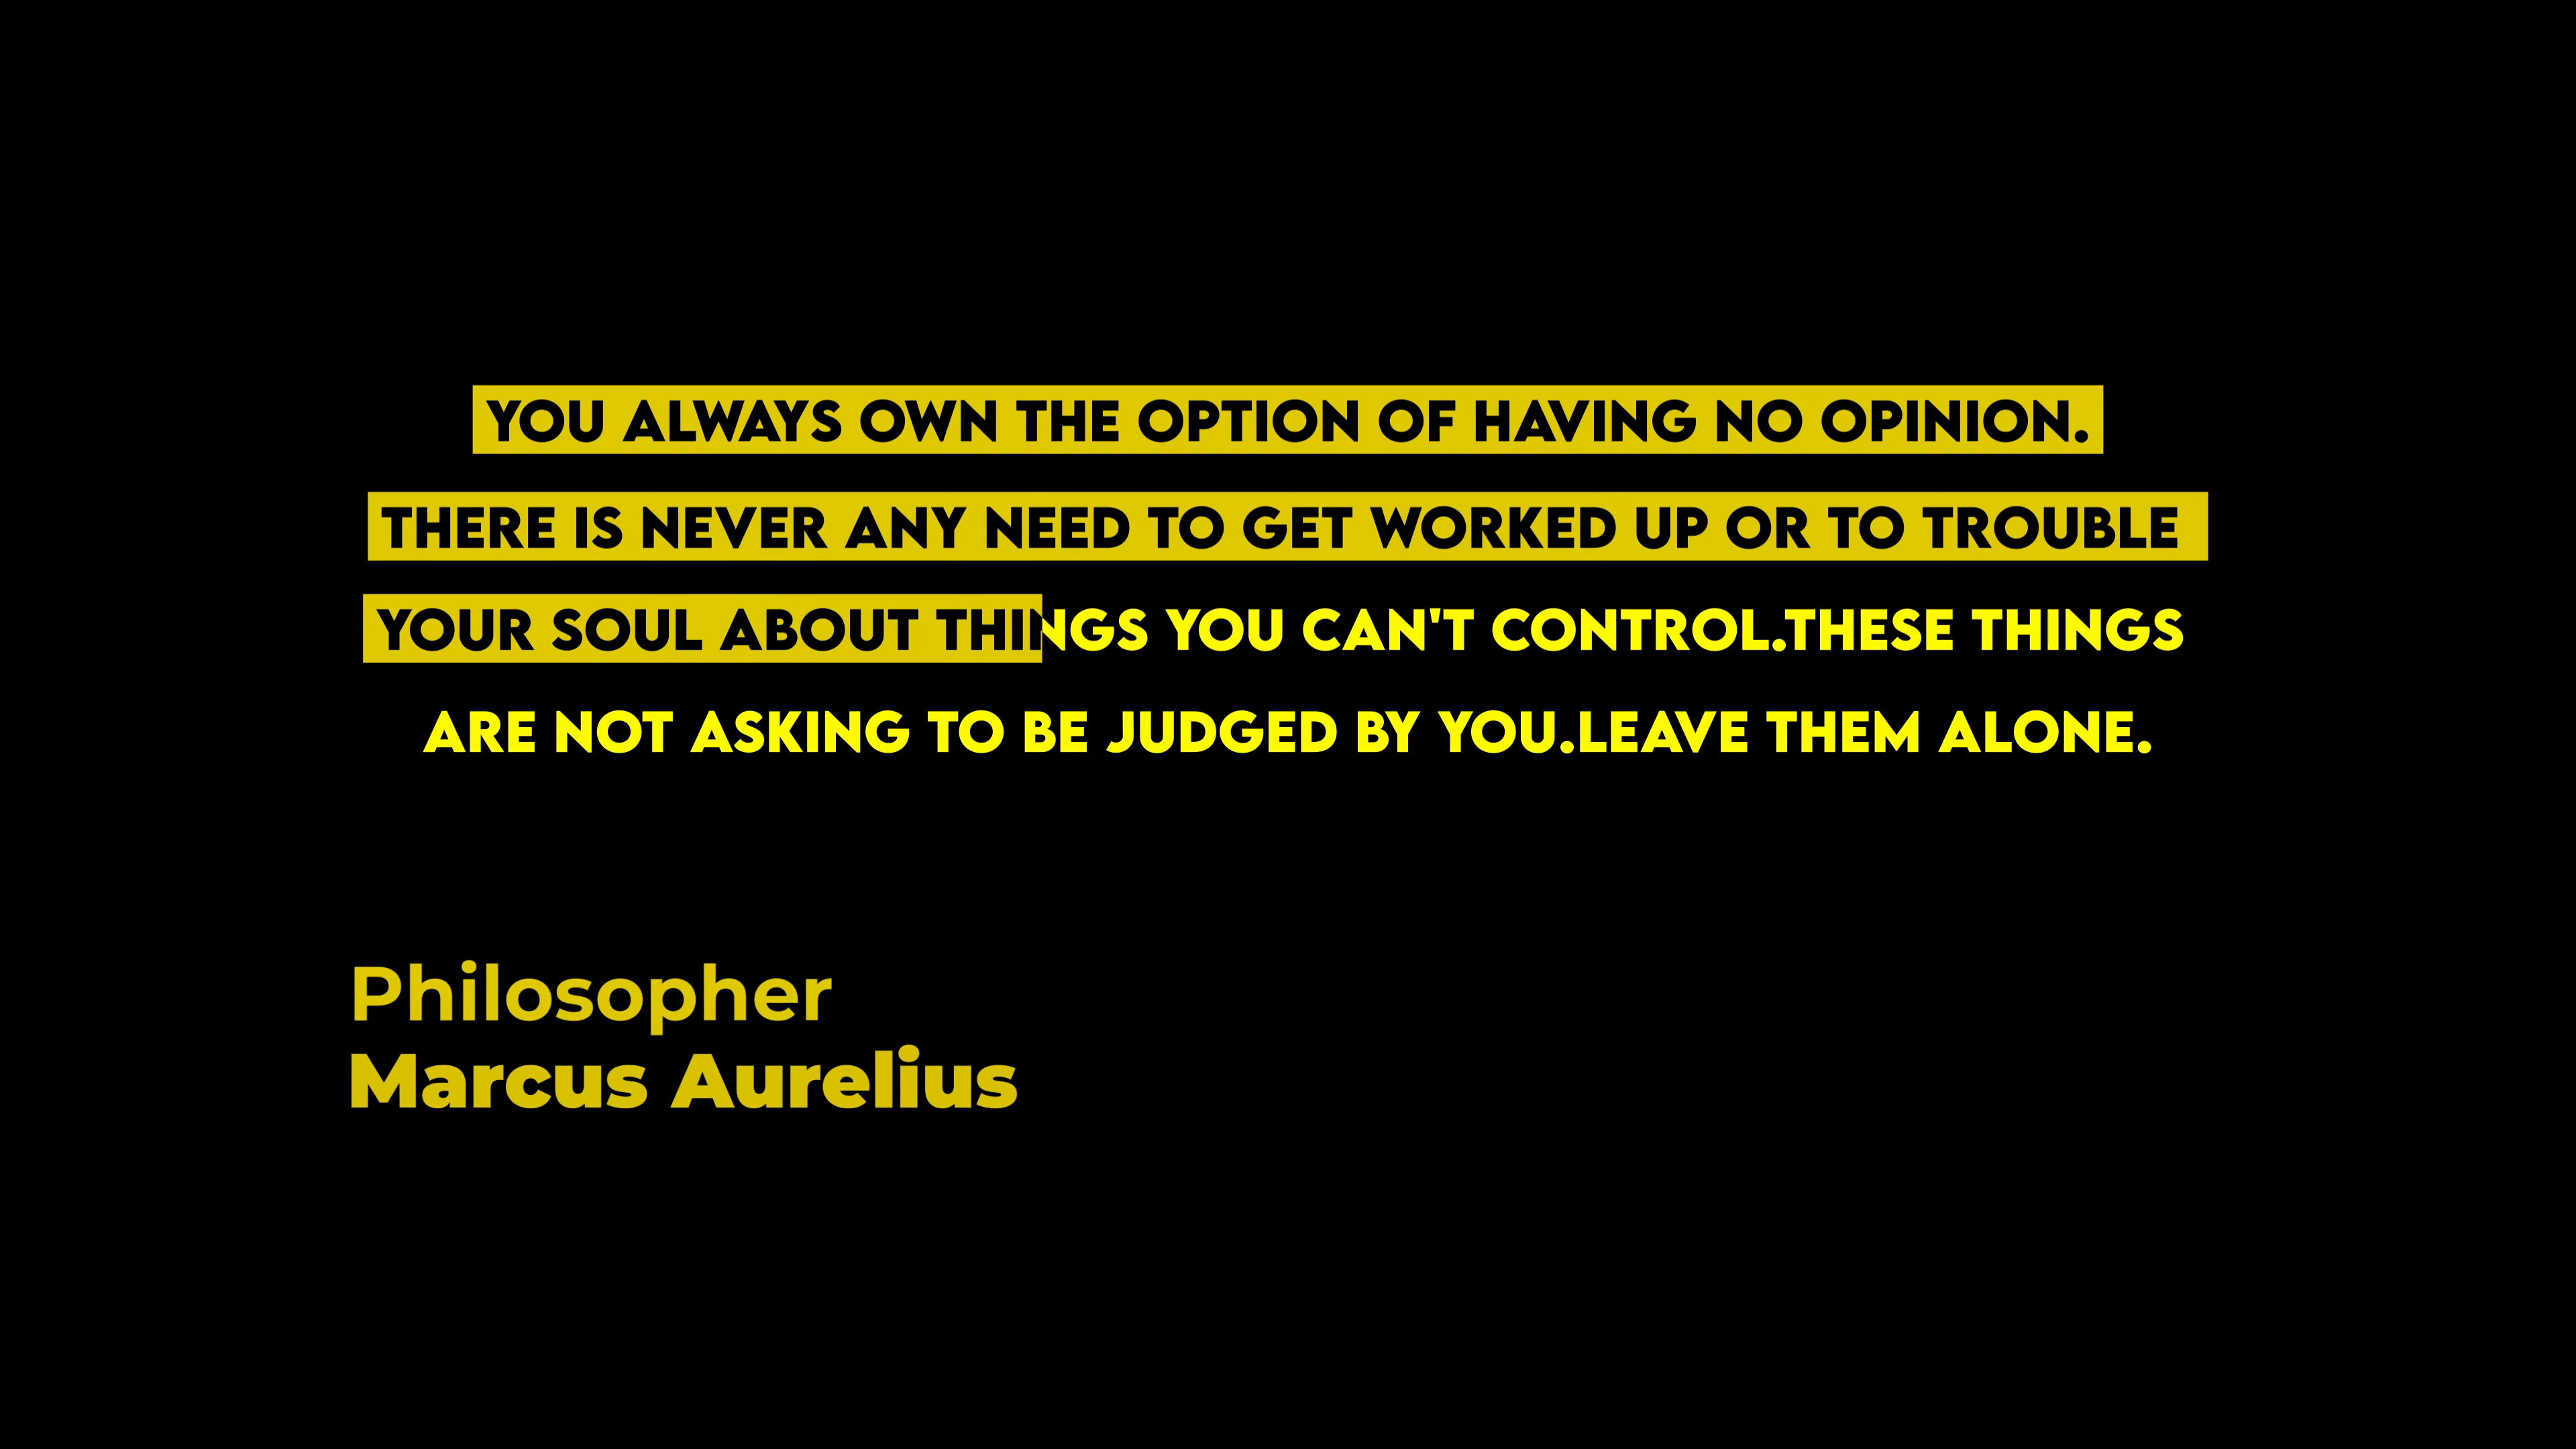 YOU ALWAYS OWN THE OPTION OF HAVING NO OPINION.
THERE IS NEVER ANY NEED TO GET WORKED UP OR TO TROUBLE
YOUR SOUL ABOUT THINGS YOU CAN'T CONTROL.THESE THINGS
ARE NOT ASKING TO BE JUDGED BY YOU.LEAVE THEM ALONE.
Philosopher
Marcus Aurelius